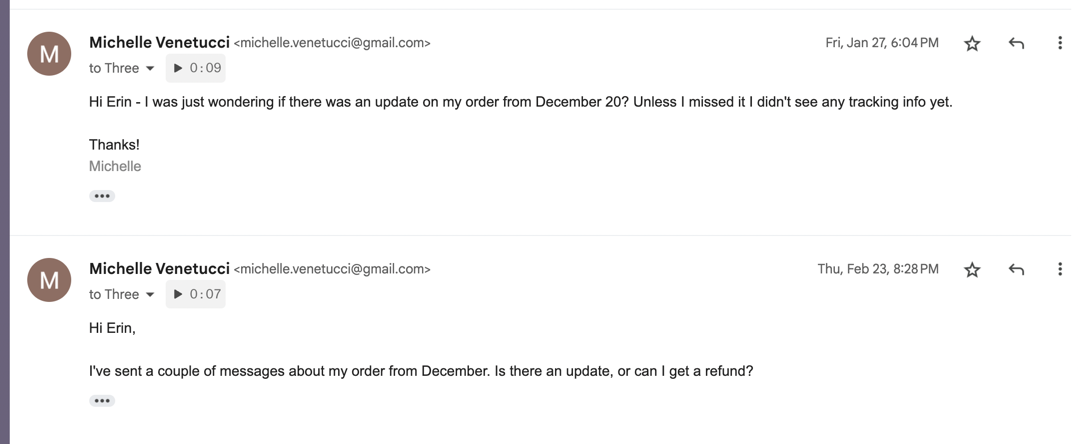 Michelle Venetucci <michelle.venetucci@gmail.com> Fri, Jan 27, 6:04 PM
to Three 0:09
Hi Erin - I was just wondering if there was an update on my order from December 20? Unless I missed it I didn't see any tracking info yet.
Thanks!
Michelle
M
Michelle Venetucci <michelle.venetucci@gmail.com> Thu, Feb 23, 8:28 PM
to Three 0:07
Hi Erin,
I've sent a couple of messages about my order from December. Is there an update, or can I get a refund?
M